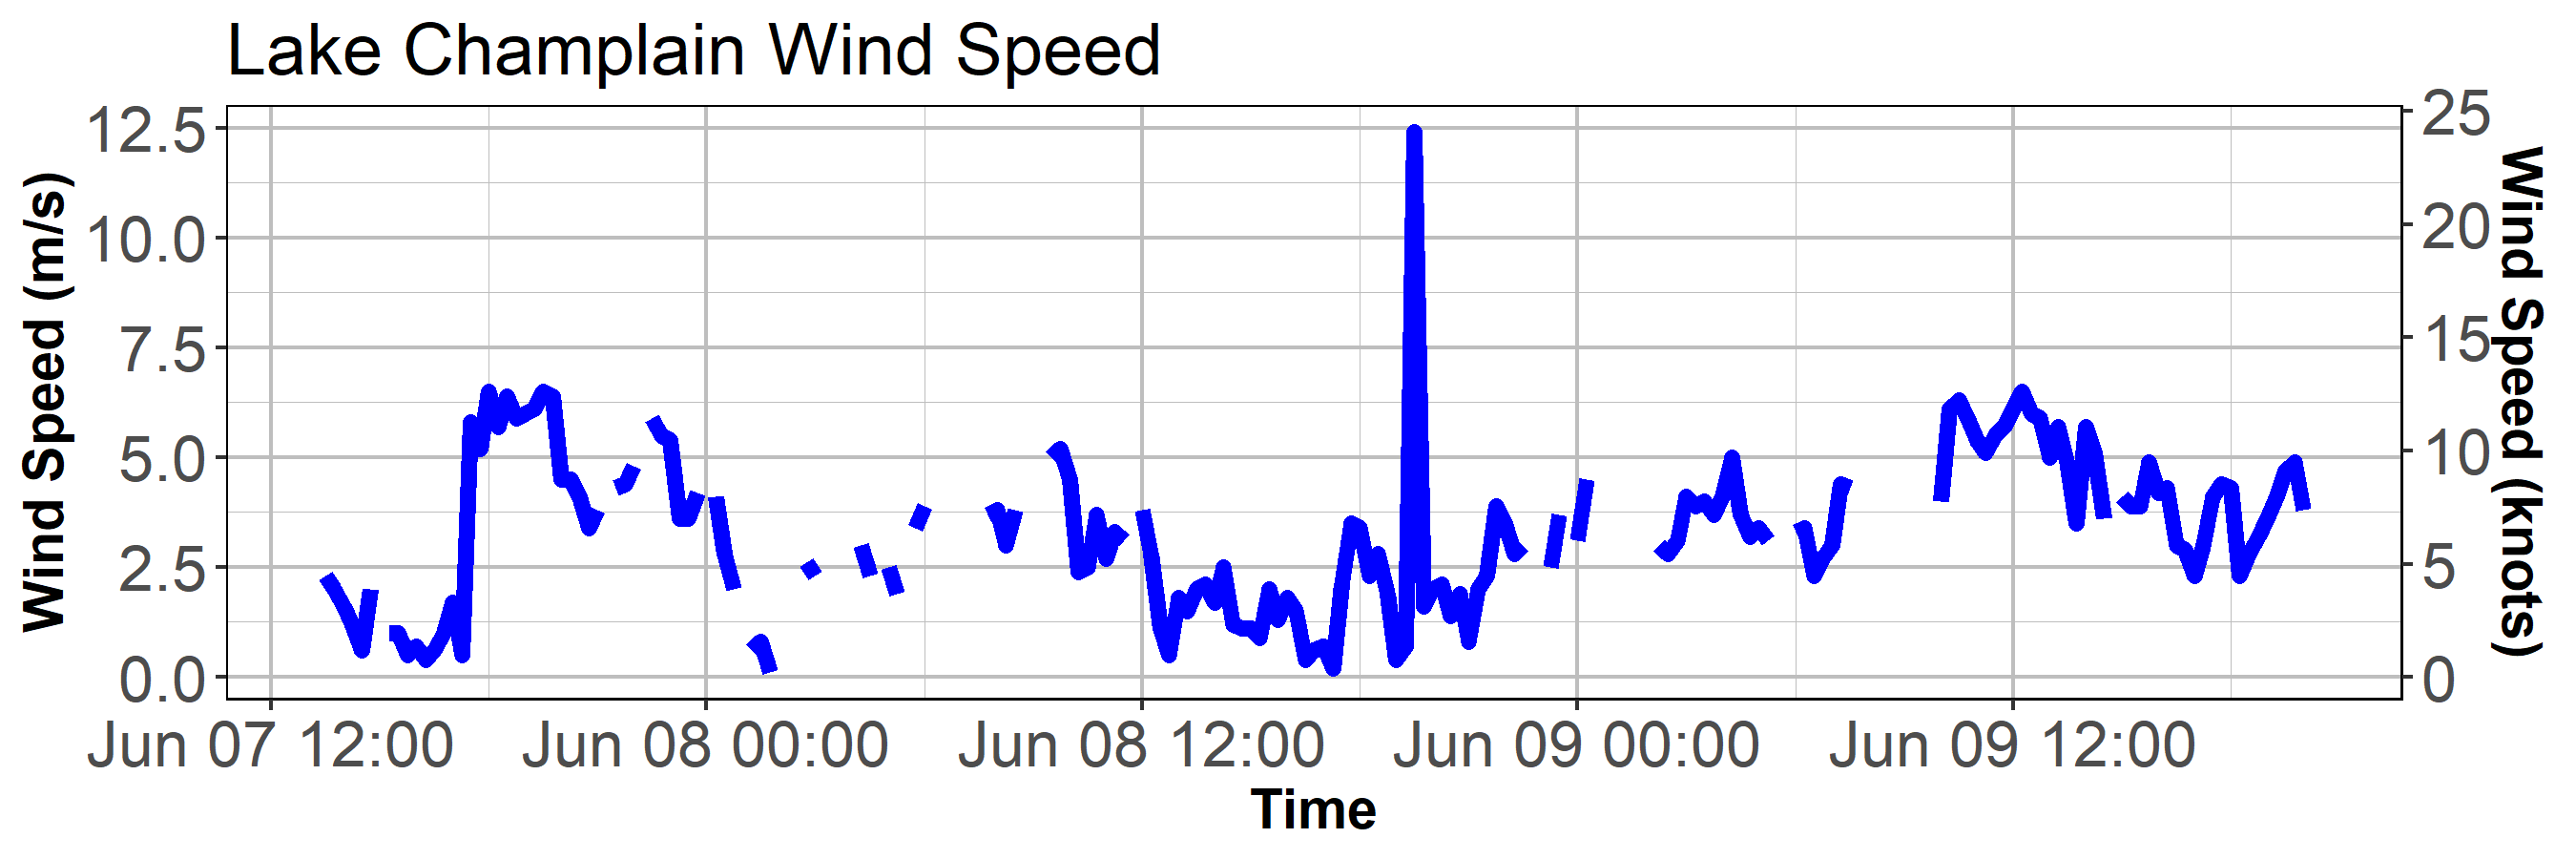 Lake Champlain Wind Speed
Wind Speed (m/s)
12.5
10.0
7.5
5.0
2.5
0.0
25
20
15
10
5
0
Wind Speed (knots)
Jun 07 12:00 Jun 08 00:00 Jun 08 12:00 Jun 09 00:00 Jun 09 12:00
Time